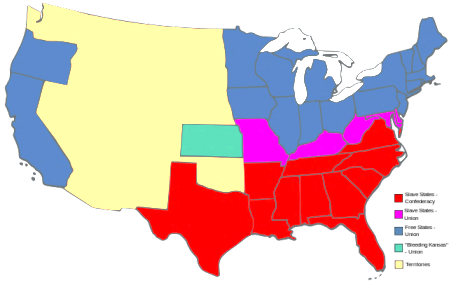 Slave States -
Confederacy
Slave States -
Union
Free States -
Union
"Bleeding Kansas"
- Union
Territories